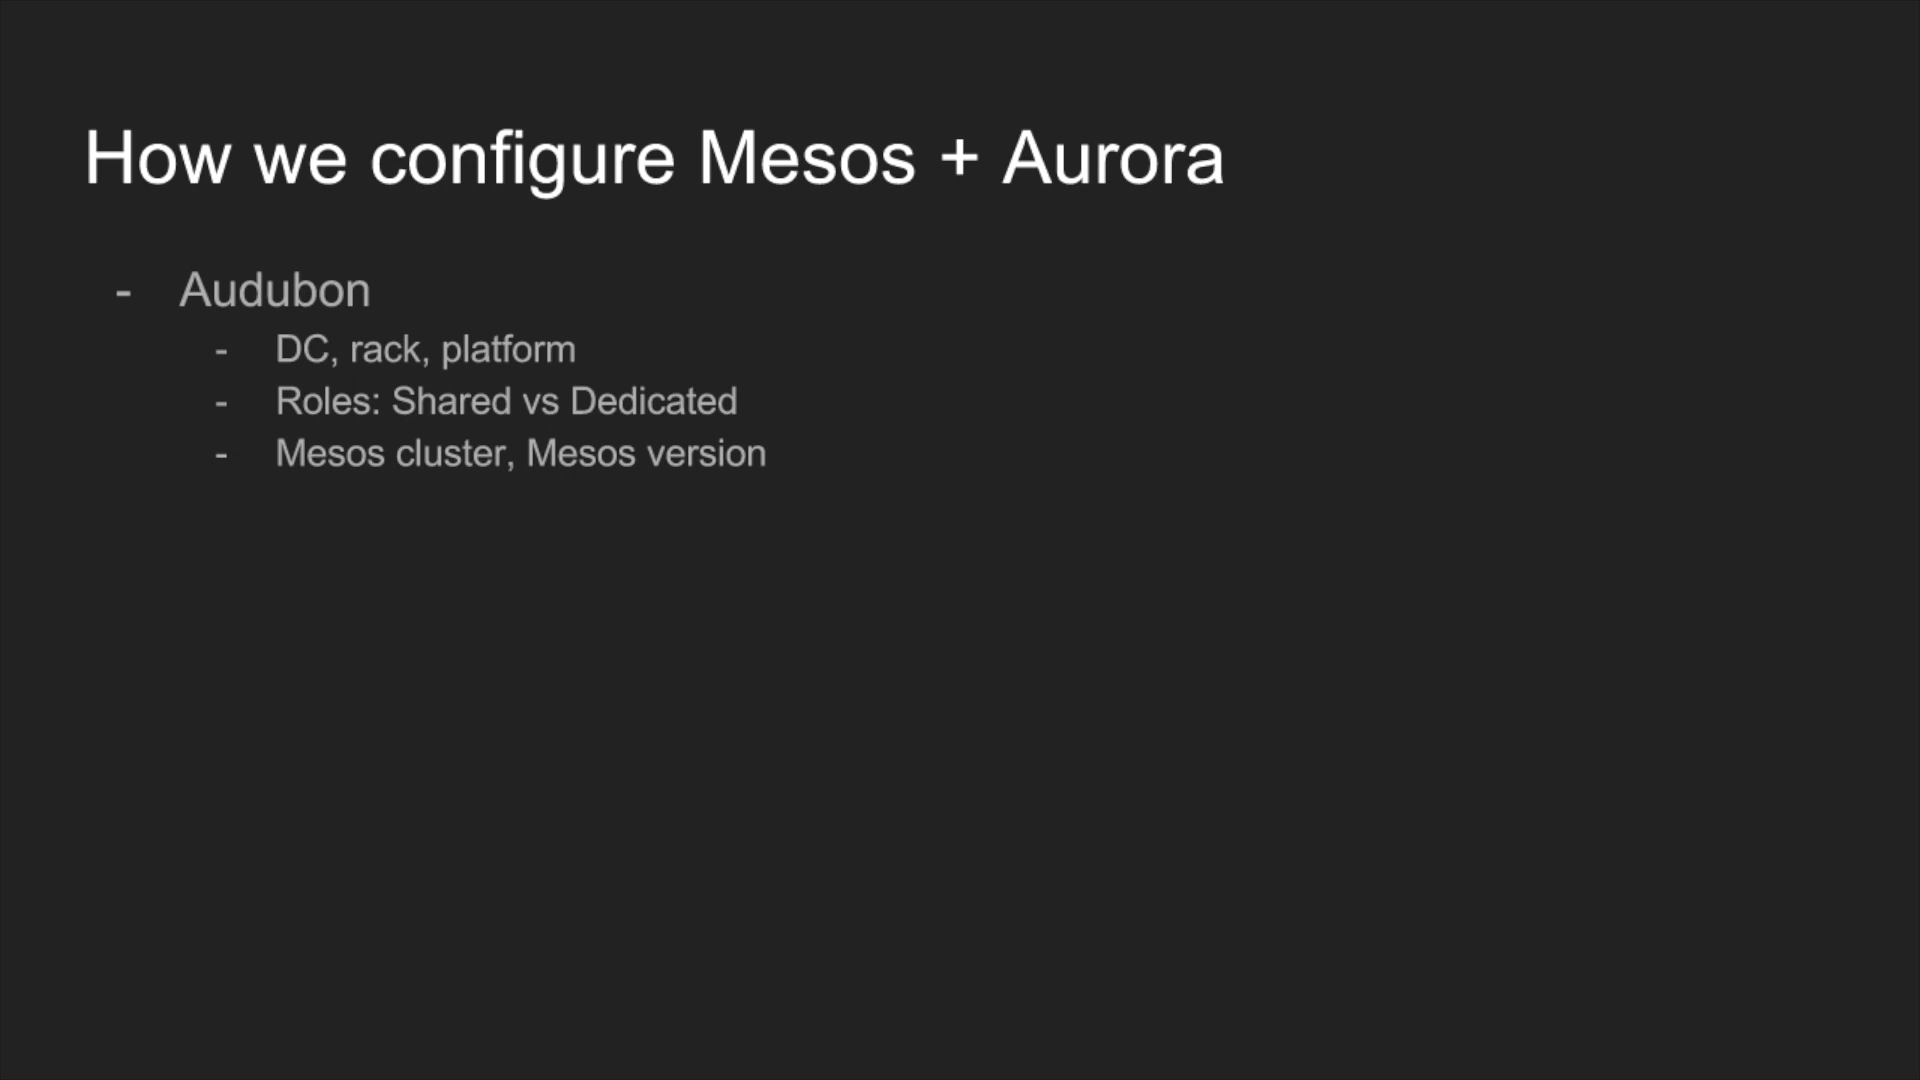 How we configure Mesos + Aurora
- Audubon
- DC, rack, platform
- Roles: Shared vs Dedicated
- Mesos cluster, Mesos version